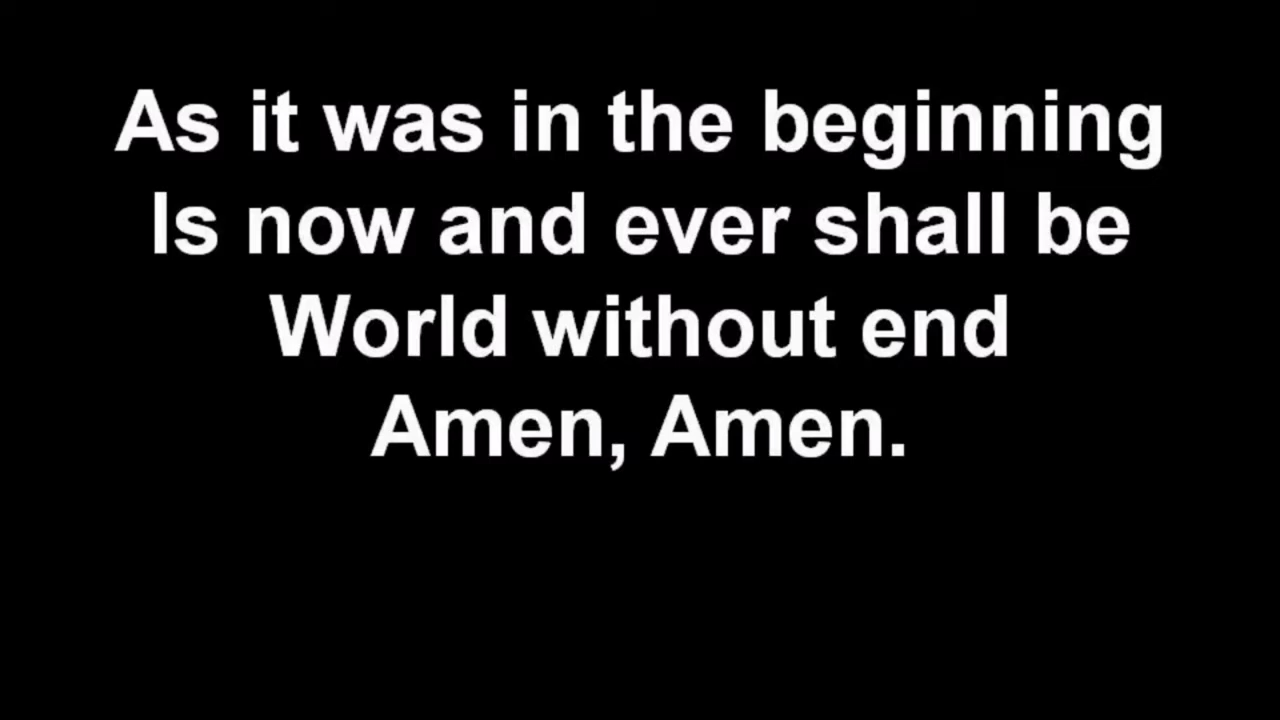 As it was in the beginning
Is now and ever shall be
World without end
Amen, Amen.